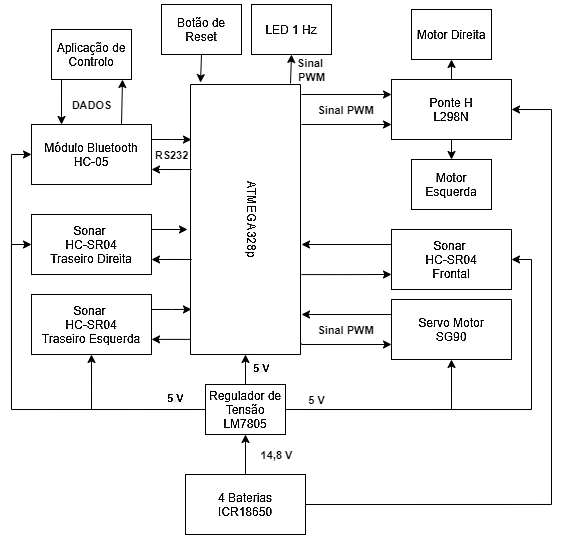 Botão de
Reset
LED 1 Hz
Motor Direita
Aplicação de
Controlo
Sinal
PWM
DADOS
Sinal PWM
Ponte H
L298N
Módulo Bluetooth
HC-05
RS232
ATMEGA328p
Motor
Esquerda
Sonar
HC-SR04
Traseiro Direita
Sonar
HC-SR04
Frontal
Sonar
HC-SR04
Traseiro Esquerda
Sinal PWM
Servo Motor
SG90
5 V
5 V
Regulador de
Tensão
LM7805
5 V
14,8 V
4 Baterias
ICR18650